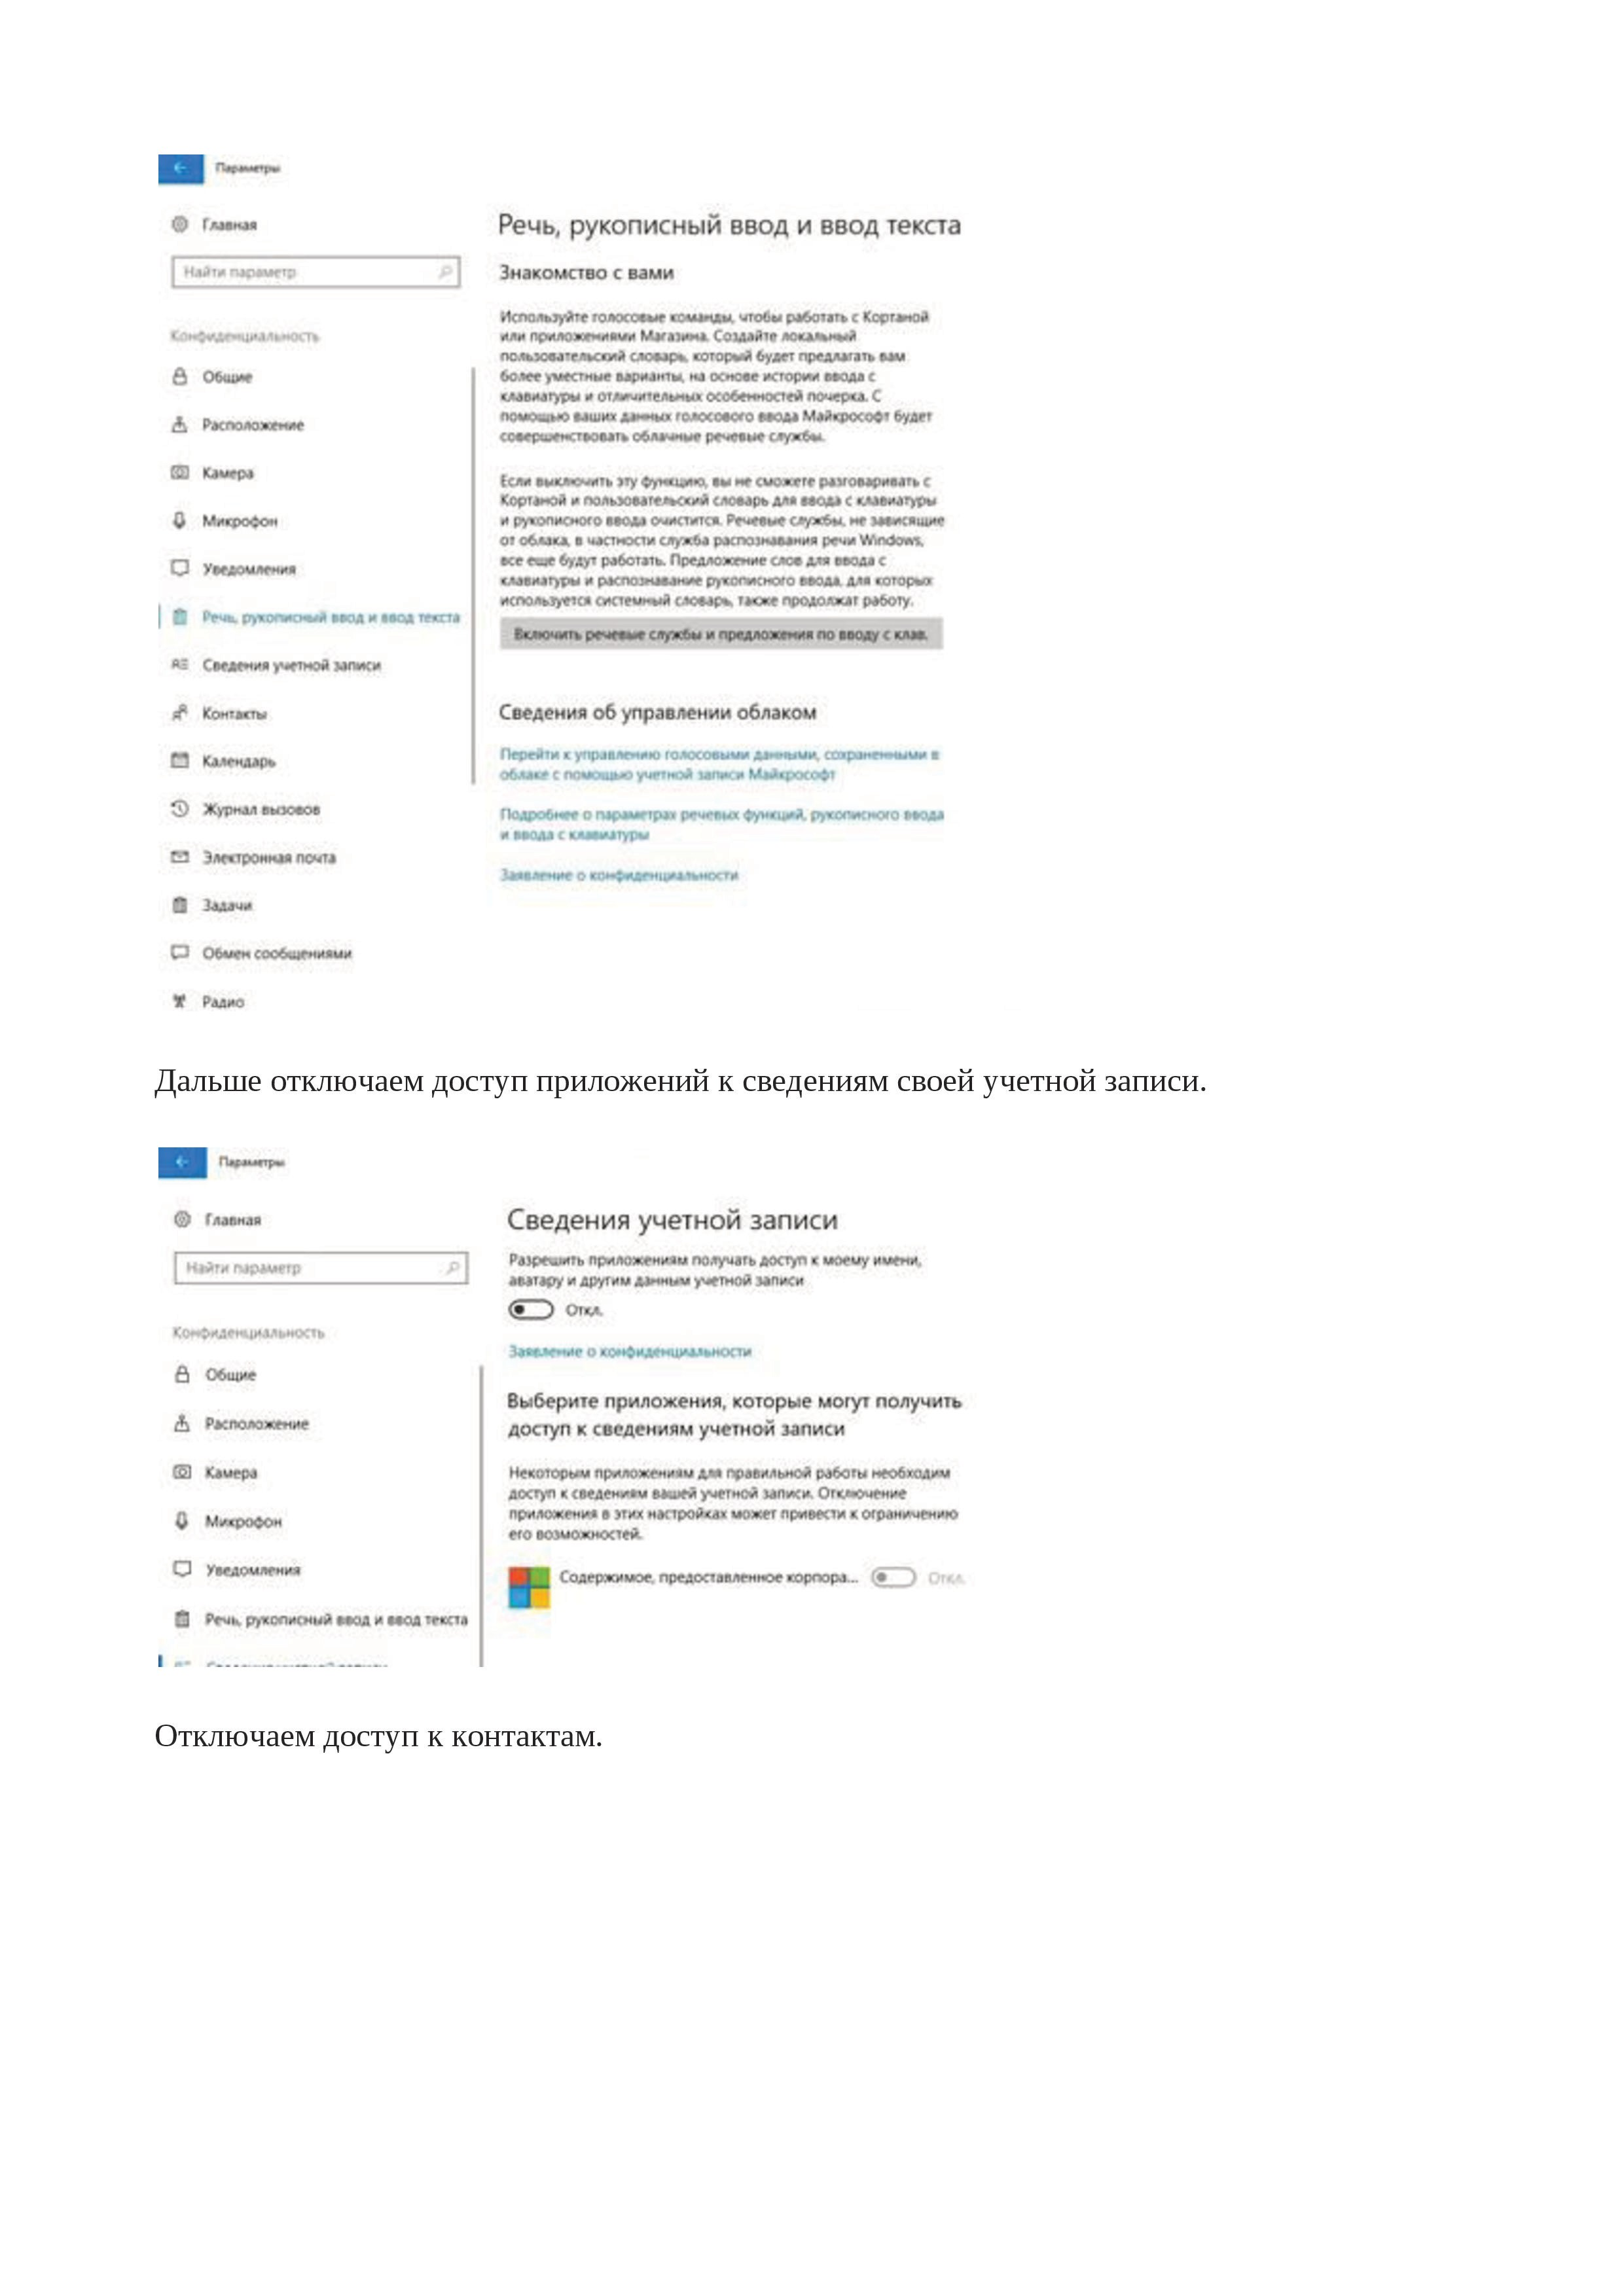 Параметры
Главная
Найти параметр
Конфиденциальность
Общие
Расположение
Камера
Микрофон
Уведомления
Речь, рукописный ввод и ввод текста
Сведения учетной записи
Контакты
Календарь
Журнал вызовов
Электронная почта
Задачи
Обмен сообщениями
Радио
Речь, рукописный ввод и ввод текста
Знакомство с вами
Используйте голосовые команды, чтобы работать с Кортаной
или приложениями Магазина. Создайте локальный
пользовательский словарь, который будет предлагать вам
более уместные варианты, на основе истории ввода с
клавиатуры и отличительных особенностей почерка. С
помощью ваших данных голосового ввода Майкрософт будет
совершенствовать облачные речевые службы.
Если выключить эту функцию, вы не сможете разговаривать с
Кортаной и пользовательский словарь для ввода с клавиатуры
и рукописного ввода очистится. Речевые службы, не зависящие
от облака, в частности служба распознавания речи Windows,
все еще будут работать. Предложение слов для ввода с
клавиатуры и распознавание рукописного ввода, для которых
используется системный словарь, также продолжат работу.
Включить речевые службы и предложения по вводу с клав.
Сведения об управлении облаком
Перейти к управлению голосовыми данными, сохраненными в
облаке с помощью учетной записи Майкрософт
Подробнее о параметрах речевых функций, рукописного ввода
и ввода с клавиатуры
Заявление о конфиденциальности
Дальше отключаем доступ приложений к сведениям своей учетной записи.
Параметры
Главная
Найти параметр
Конфиденциальность
Общие
Расположение
Камера
Микрофон
Уведомления
Речь, рукописный ввод и ввод текста
Сведения учетной записи
Разрешить приложениям получать доступ к моему имени,
аватару и другим данным учетной записи
Откл.
Заявление о конфиденциальности
Выберите приложения, которые могут получить
доступ к сведениям учетной записи
Некоторым приложениям для правильной работы необходим
доступ к сведениям вашей учетной записи. Отключение
приложения в этих настройках может привести к ограничению
его возможностей.
Содержимое, предоставленное корпора... Откл.
Отключаем доступ к контактам.